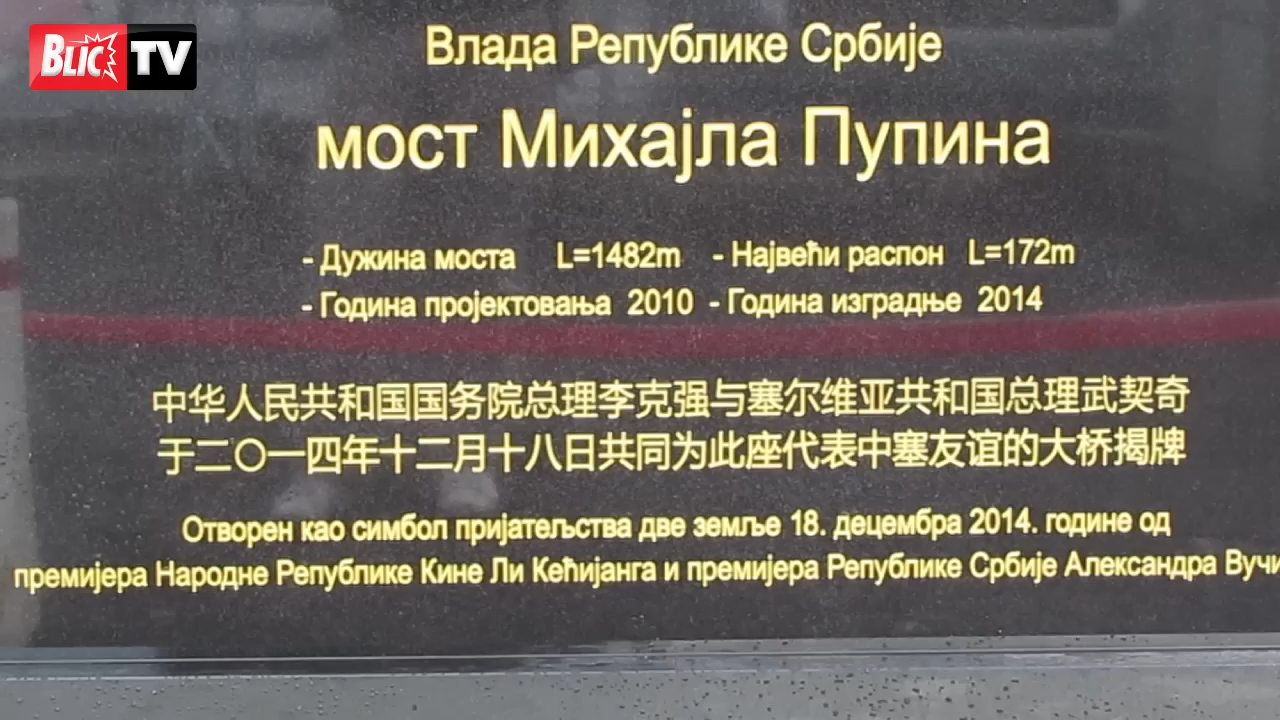 BLIC TV
Влада Републике Србије
мост Михајла Пупина
- Дужина моста L=1482m - Највећи распон L=172m
- Година пројектовања 2010 - Година изградње 2014
中华人民共和国国务院总理李克强与塞尔维亚共和国总理武契奇
于二〇一四年十二月十八日共同为此座代表中塞友谊的大桥揭牌
Отворен као симбол пријатељства две земље 18. децембра 2014. године од
премијера Народне Републике Кине Ли Кећијанга и премијера Републике Србије Александра Вучи